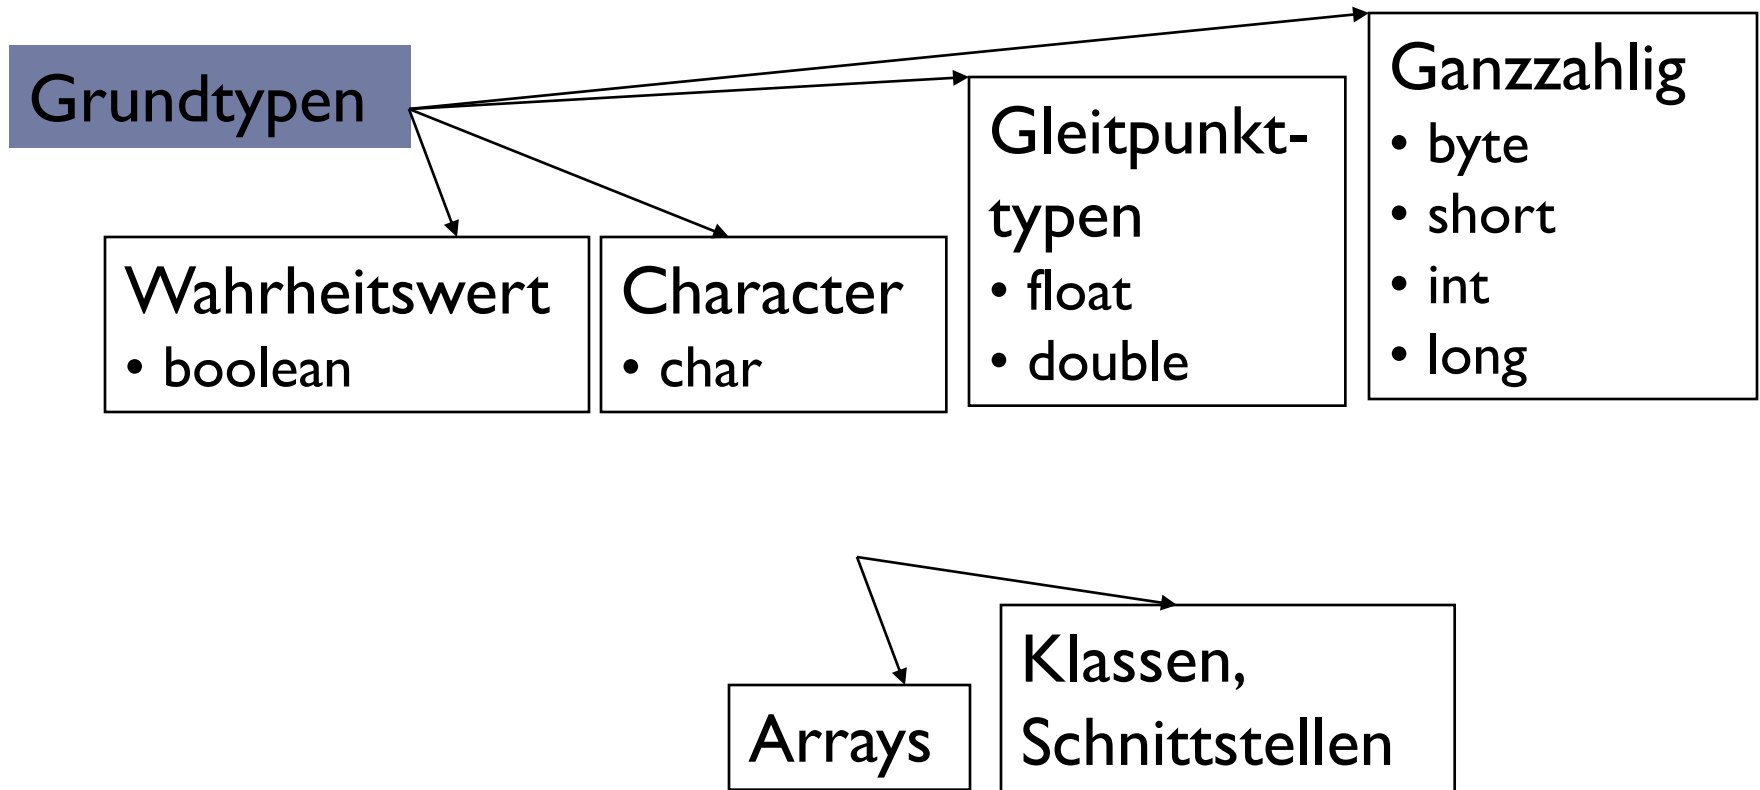 Grundtypen
Wahrheitswert
• boolean
Character
• char
Gleitpunkt-
typen
• float
• double
Ganzzahlig
• byte
• short
• int
• long
Arrays
Klassen,
Schnittstellen